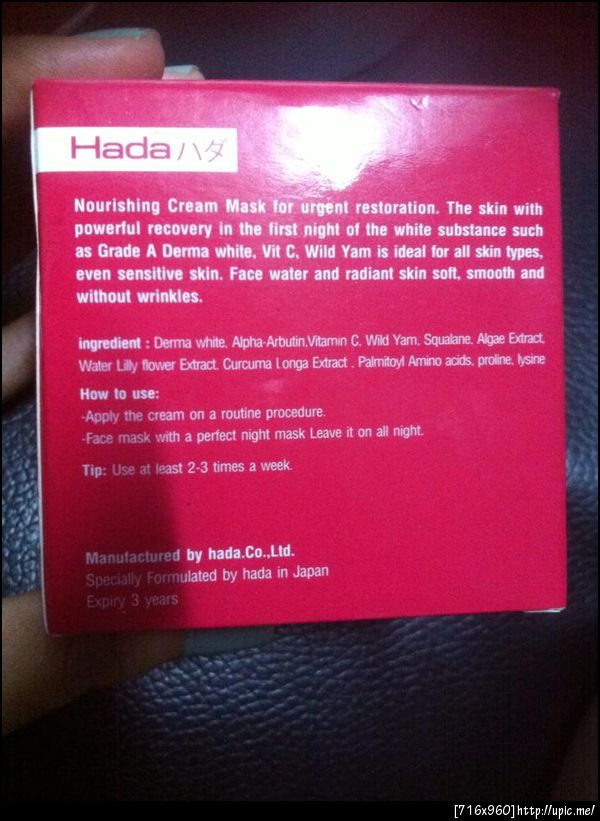 Hada ハダ
Nourishing Cream Mask for urgent restoration. The skin with
powerful recovery in the first night of the white substance such
as Grade A Derma white, Vit C, Wild Yam is ideal for all skin types,
even sensitive skin. Face water and radiant skin soft, smooth and
without wrinkles.
ingredient : Derma white, Alpha-Arbutin,Vitamin C, Wild Yam, Squalane, Algae Extract,
Water Lilly flower Extract, Curcuma Longa Extract , Palmitoyl Amino acids, proline, lysine
How to use:
-Apply the cream on a routine procedure.
-Face mask with a perfect night mask Leave it on all night.
Tip: Use at least 2-3 times a week.
Manufactured by hada.Co.,Ltd.
Specially Formulated by hada in Japan
Expiry 3 years
[716x960]http://upic.me/